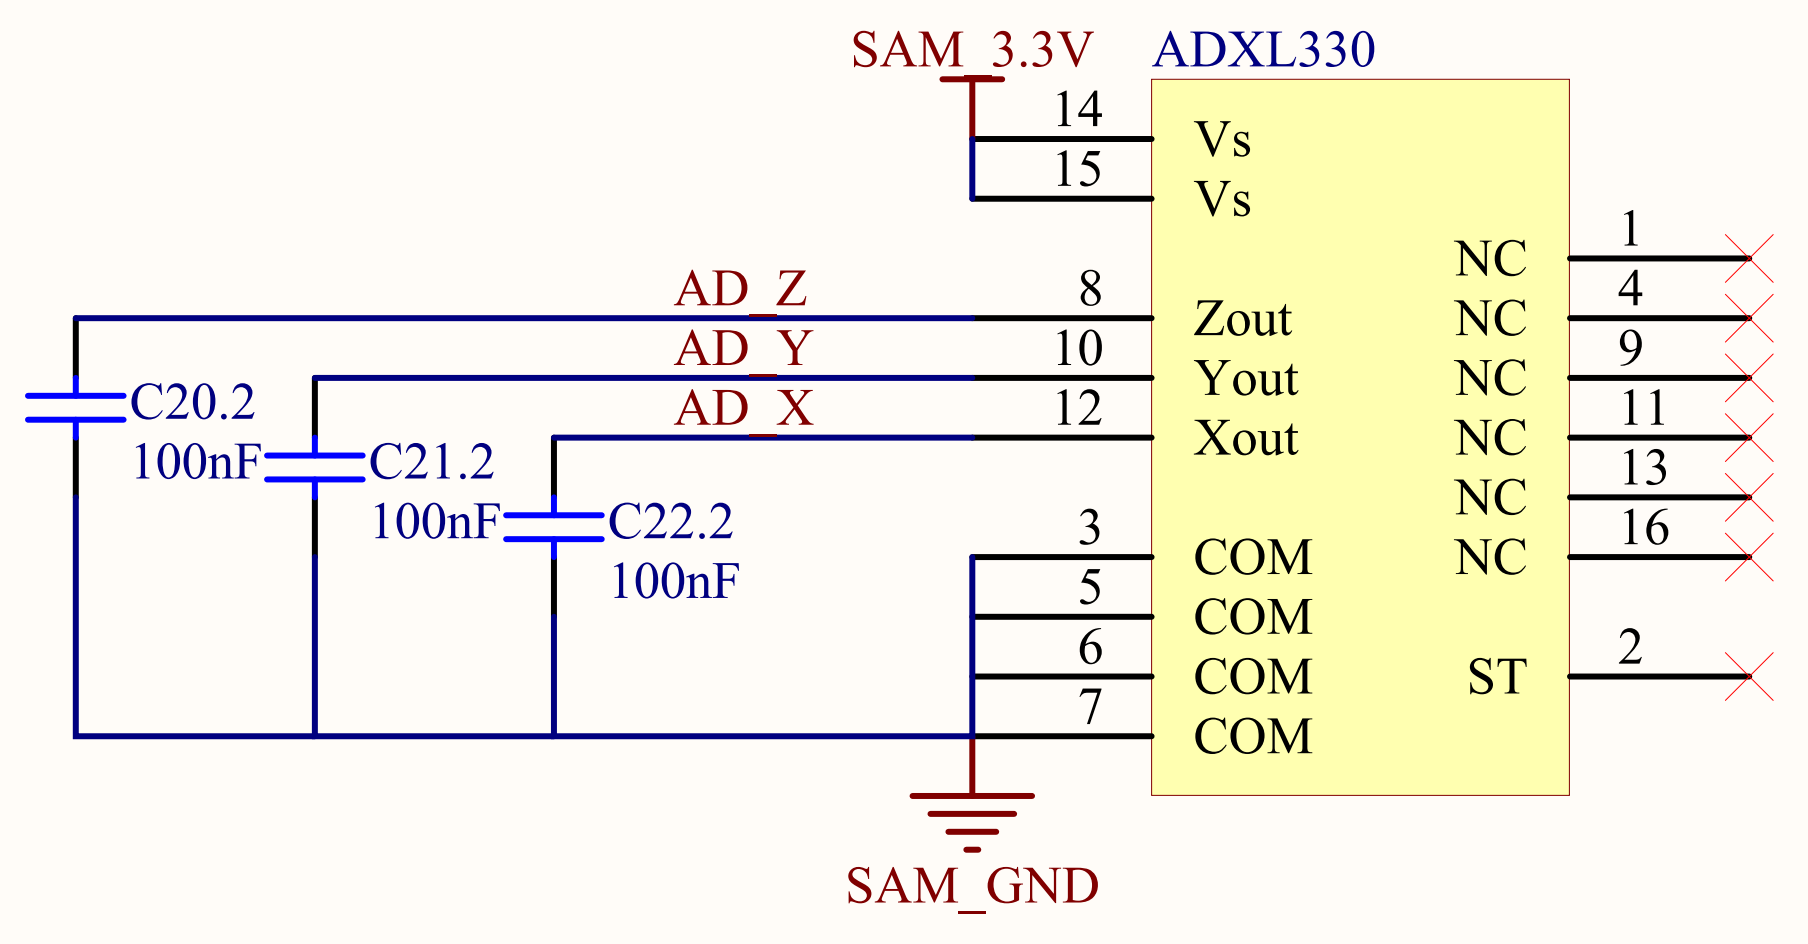 SAM_3.3V ADXL330
14 Vs
15 Vs
1 NC
AD_Z 8 Zout NC 4
AD_Y 10 Yout NC 9
C20.2 AD_X 12 Xout NC 11
100nF C21.2 NC 13
100nF C22.2 3 COM NC 16
100nF 5 COM
6 COM ST 2
7 COM
SAM_GND